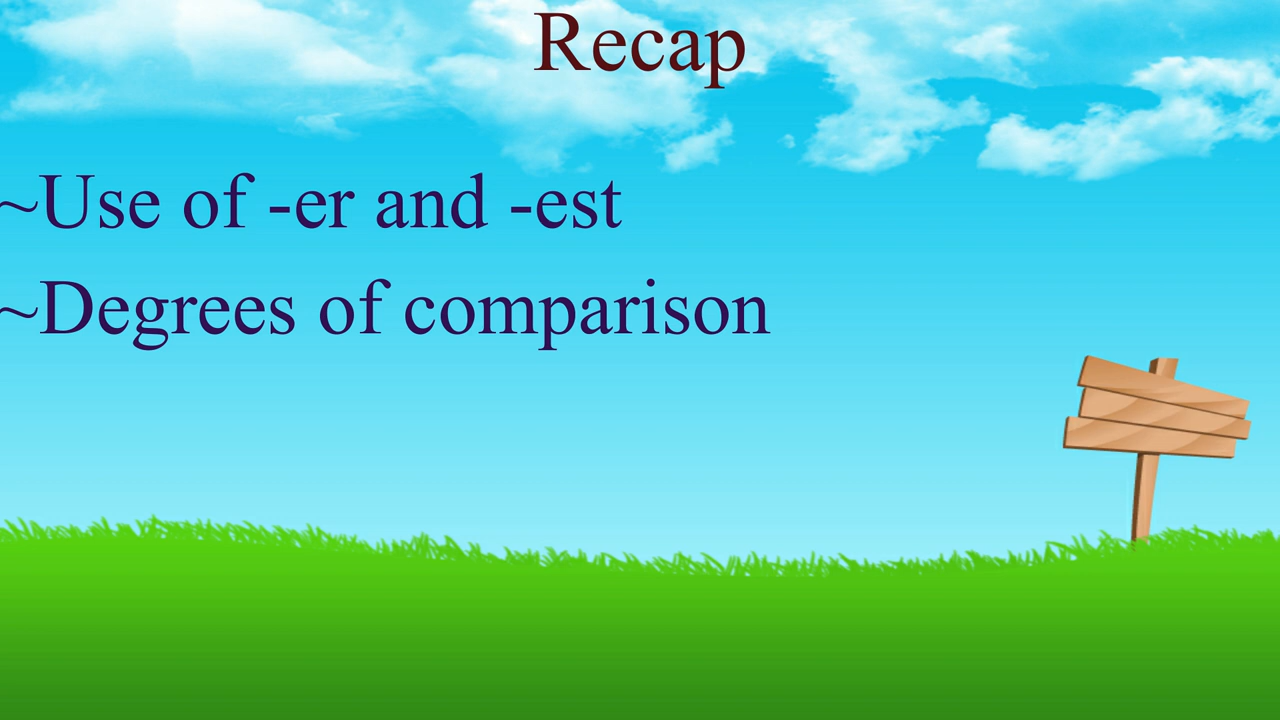 Recap
~Use of -er and -est
~Degrees of comparison